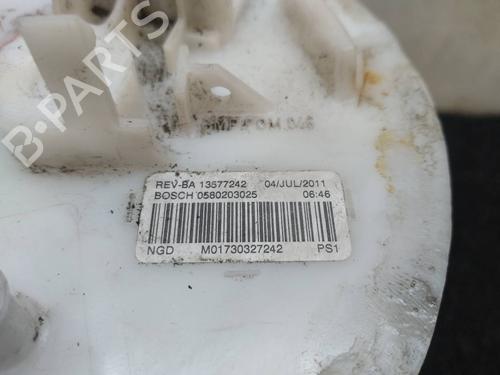 B-PARTS
REV-BA 13577242 04/JUL/2011
BOSCH 0580203025 06:46
NGD M01730327242 PS1